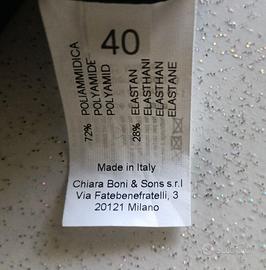 40
72% POLIAMMIDICA
POLYAMIDE
POLYAMID
28% ELASTAN
ELASTHANI
ELASTHAN
ELASTANE
Made in Italy
Chiara Boni & Sons s.r.l
Via Fatebenefratelli, 3
20121 Milano